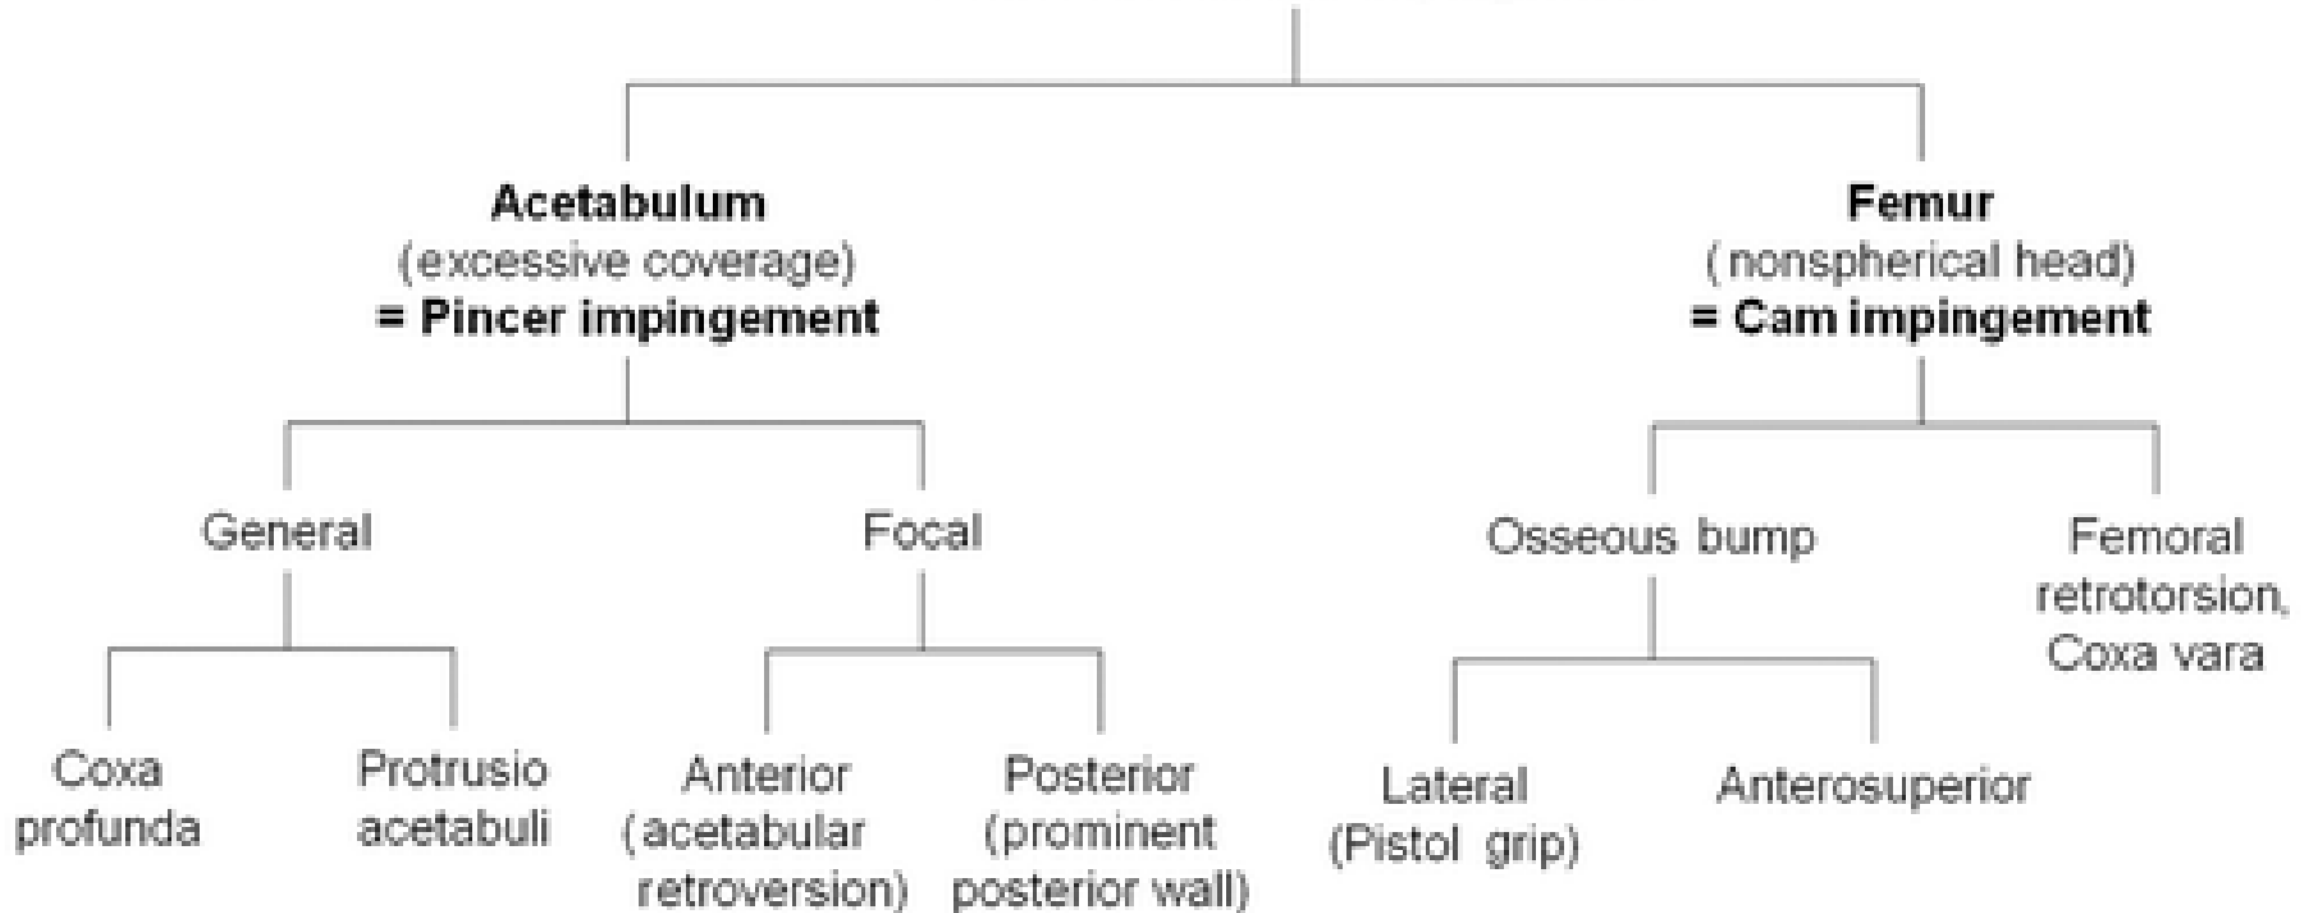 Acetabulum
(excessive coverage)
= Pincer impingement
Femur
(nonspherical head)
= Cam impingement
General
Focal
Osseous bump
Femoral
retrotorsion,
Coxa vara
Coxa
profunda
Protrusio
acetabuli
Anterior
(acetabular
retroversion)
Posterior
(prominent
posterior wall)
Lateral
(Pistol grip)
Anterosuperior